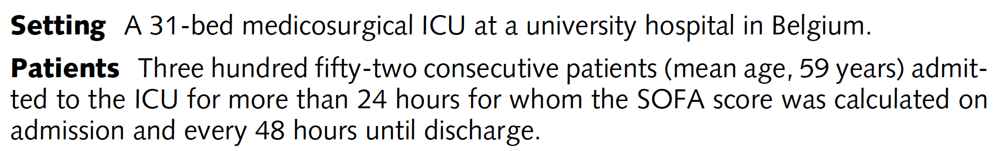 Setting A 31-bed medicosurgical ICU at a university hospital in Belgium.
Patients Three hundred fifty-two consecutive patients (mean age, 59 years) admit-
ted to the ICU for more than 24 hours for whom the SOFA score was calculated on
admission and every 48 hours until discharge.